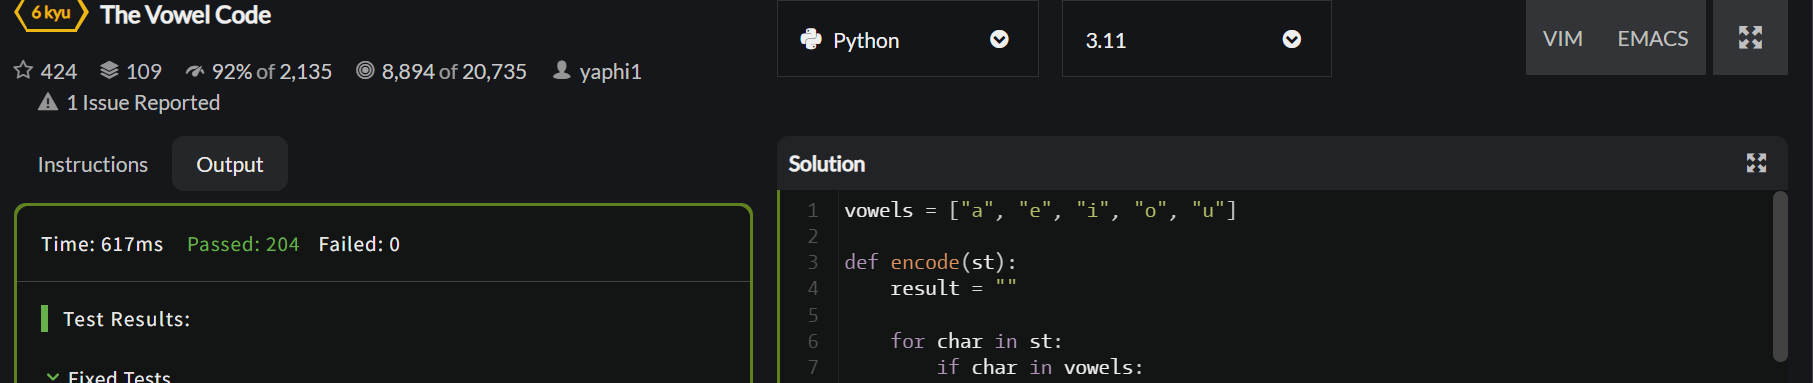 6 kyu The Vowel Code
424 109 92% of 2,135 8,894 of 20,735 yaphi1
1 Issue Reported
Instructions Output
Time: 617ms Passed: 204 Failed: 0
Test Results:
Fixed Tests
Python 3.11 VIM EMACS
Solution
1 vowels = ["a", "e", "i", "o", "u"]
2
3 def encode(st):
4     result = ""
5
6     for char in st:
7         if char in vowels: